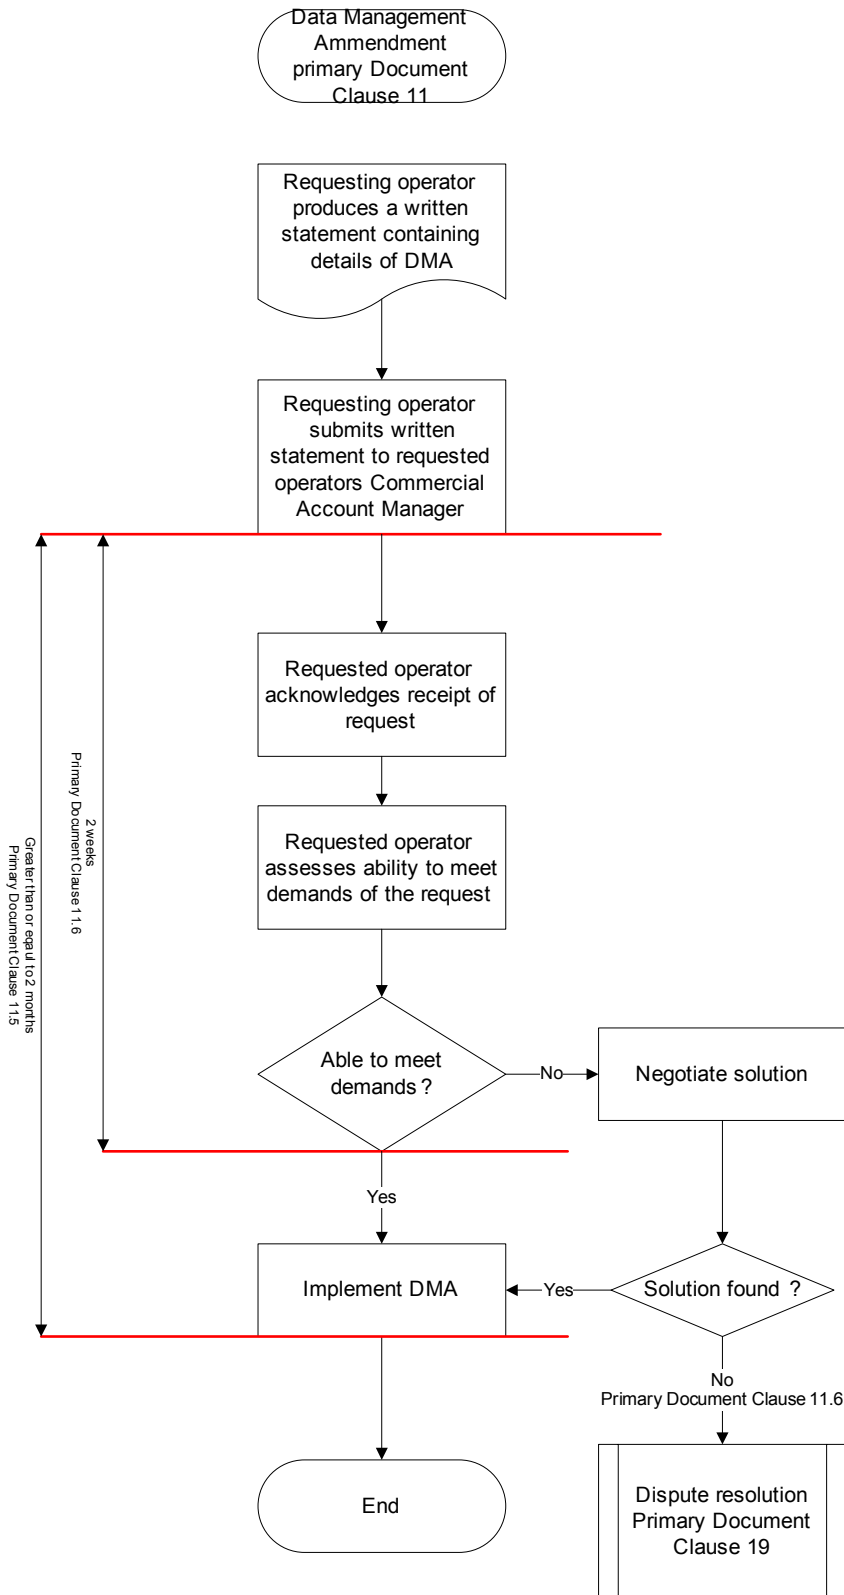 Data Management
Ammendment
primary Document
Clause 11
Requesting operator
produces a written
statement containing
details of DMA
Requesting operator
submits written
statement to requested
operators Commercial
Account Manager
Requested operator
acknowledges receipt of
request
2 weeks
Primary Document Clause 11.6
Greater than or eqaul to 2 months
Primary Document Clause 11.5
Requested operator
assesses ability to meet
demands of the request
Able to meet
demands ?
No
Negotiate solution
Yes
Implement DMA
Yes
Solution found ?
No
Primary Document Clause 11.6
End
Dispute resolution
Primary Document
Clause 19